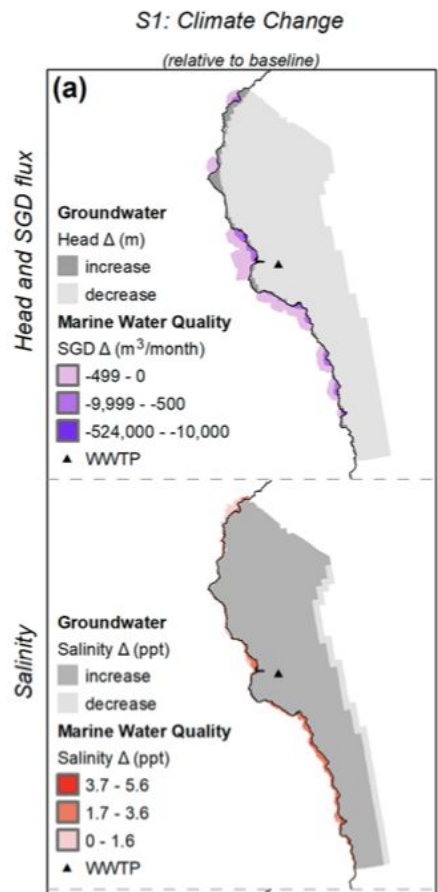 S1: Climate Change
(relative to baseline)
(a)
Head and SGD flux
Groundwater
Head Δ (m)
increase
decrease
Marine Water Quality
SGD Δ (m³/month)
-499 - 0
-9,999 - -500
-524,000 - -10,000
WWTP
Salinity
Groundwater
Salinity Δ (ppt)
increase
decrease
Marine Water Quality
Salinity Δ (ppt)
3.7 - 5.6
1.7 - 3.6
0 - 1.6
WWTP